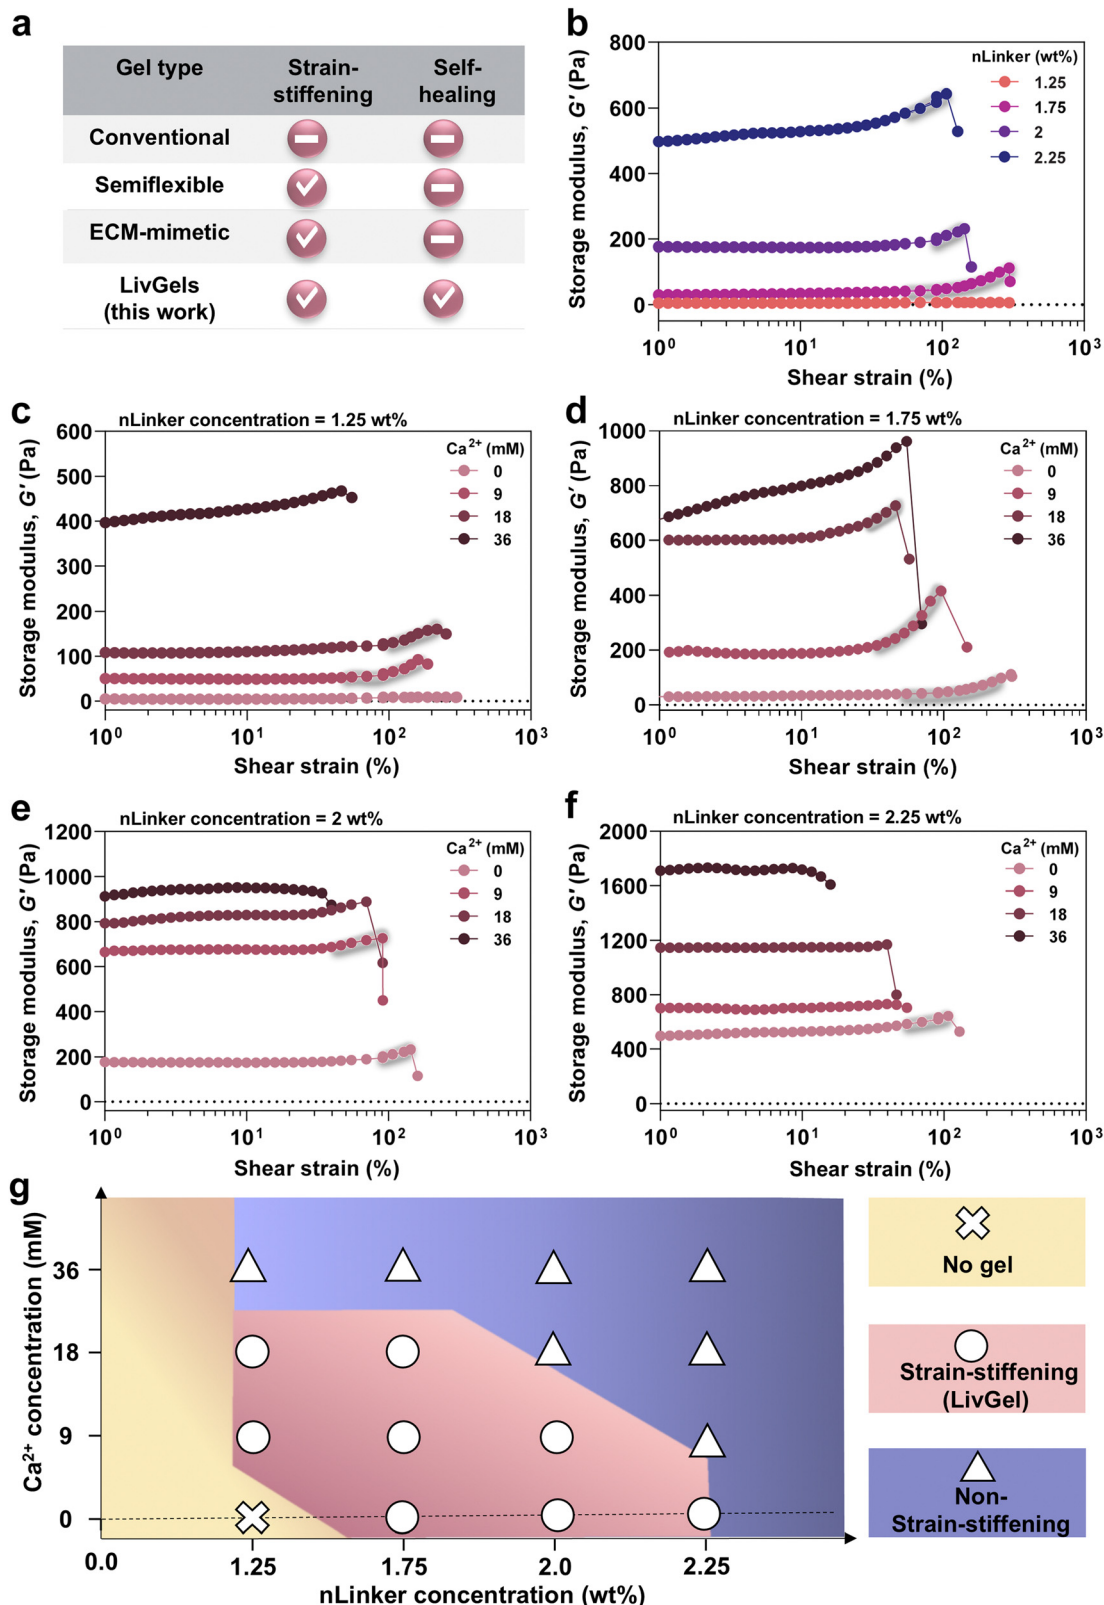 a
Gel type Strain-stiffening Self-healing
Conventional
Semiflexible
ECM-mimetic
LivGels
(this work)
b
Storage modulus, G′ (Pa)
800
600
400
200
0
nLinker (wt%)
1.25
1.75
2
2.25
10⁰ 10¹ 10² 10³
Shear strain (%)
c
nLinker concentration = 1.25 wt%
Storage modulus, G′ (Pa)
600
500
400
300
200
100
0
Ca²⁺ (mM)
0
9
18
36
10⁰ 10¹ 10² 10³
Shear strain (%)
d
nLinker concentration = 1.75 wt%
Storage modulus, G′ (Pa)
1000
800
600
400
200
0
Ca²⁺ (mM)
0
9
18
36
10⁰ 10¹ 10² 10³
Shear strain (%)
e
nLinker concentration = 2 wt%
Storage modulus, G′ (Pa)
1200
1000
800
600
400
200
0
Ca²⁺ (mM)
0
9
18
36
10⁰ 10¹ 10² 10³
Shear strain (%)
f
nLinker concentration = 2.25 wt%
Storage modulus, G′ (Pa)
2000
1600
1200
800
400
0
Ca²⁺ (mM)
0
9
18
36
10⁰ 10¹ 10² 10³
Shear strain (%)
g
Ca²⁺ concentration (mM)
36
18
9
0
0.0 1.25 1.75 2.0 2.25
nLinker concentration (wt%)
No gel
Strain-stiffening
(LivGel)
Non-
Strain-stiffening